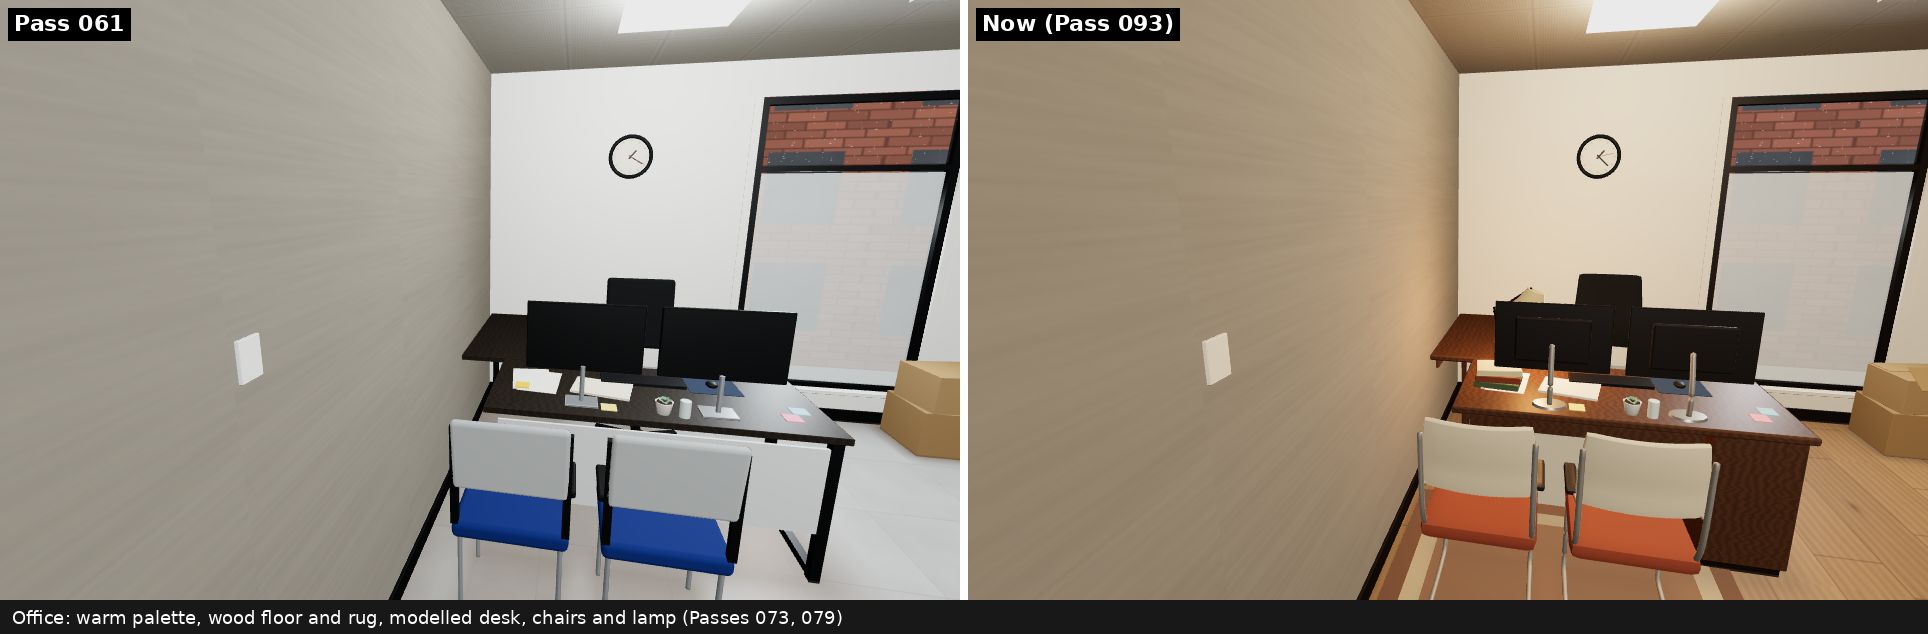 Pass 061
Now (Pass 093)
Office: warm palette, wood floor and rug, modelled desk, chairs and lamp (Passes 073, 079)